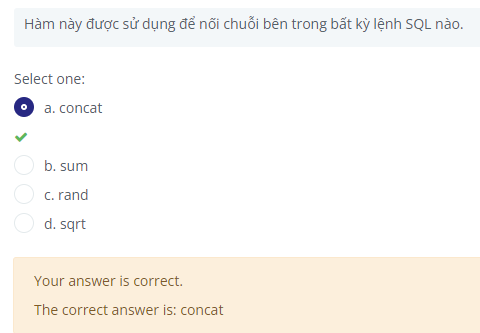 Hàm này được sử dụng để nối chuỗi bên trong bất kỳ lệnh SQL nào.
Select one:
a. concat
b. sum
c. rand
d. sqrt
Your answer is correct.
The correct answer is: concat